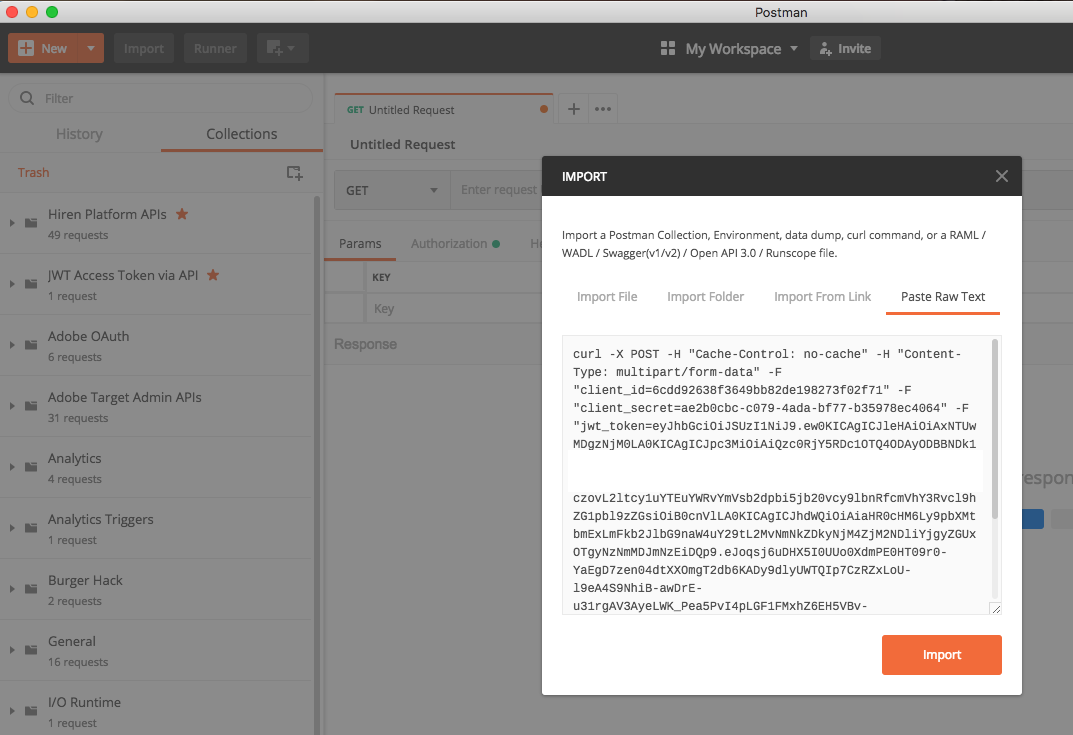 Postman
New
Import
Runner
My Workspace
Invite
Filter
History
Collections
Trash
Hiren Platform APIs
49 requests
JWT Access Token via API
1 request
Adobe OAuth
6 requests
Adobe Target Admin APIs
31 requests
Analytics
4 requests
Analytics Triggers
1 request
Burger Hack
2 requests
General
16 requests
I/O Runtime
1 request
GET Untitled Request
Untitled Request
GET
Enter request
Params
Authorization
KEY
Key
Response
IMPORT
Import a Postman Collection, Environment, data dump, curl command, or a RAML /
WADL / Swagger(v1/v2) / Open API 3.0 / Runscope file.
Import File
Import Folder
Import From Link
Paste Raw Text
curl -X POST -H "Cache-Control: no-cache" -H "Content-
Type: multipart/form-data" -F
"client_id=6cdd92638f3649bb82de198273f02f71" -F
"client_secret=ae2b0cbc-c079-4ada-bf77-b35978ec4064" -F
"jwt_token=eyJhbGciOiJSUzI1NiJ9.ew0KICAgICJleHAiOiAxNTUw
MDgzNjM0LA0KICAgICJpc3MiOiAiQzc0RjY5RDc1OTQ4ODAyODBBNDk1
czovL2ltcy1uYTEuYWRvYmVsb2dpbi5jb20vcy9lbnRfcmVhY3Rvcl9h
ZG1pbl9zZGsiOiB0cnVlLA0KICAgICJhdWQiOiAiaHR0cHM6Ly9pbXMt
bmExLmFkb2JlbG9naW4uY29tL2MvNmNkZDkyNjM4ZjM2NDliYjgyZGUx
OTgyNzNmMDJmNzEiDQp9.eJoqsj6uDHX5I0UUo0XdmPE0HT09r0-
YaEgD7zen04dtXXOmgT2db6KADy9dlyUWTQIp7CzRZxLoU-
l9eA4S9NhiB-awDrE-
u31rgAV3AyeLWK_Pea5PvI4pLGF1FMxhZ6EH5VBv-
Import